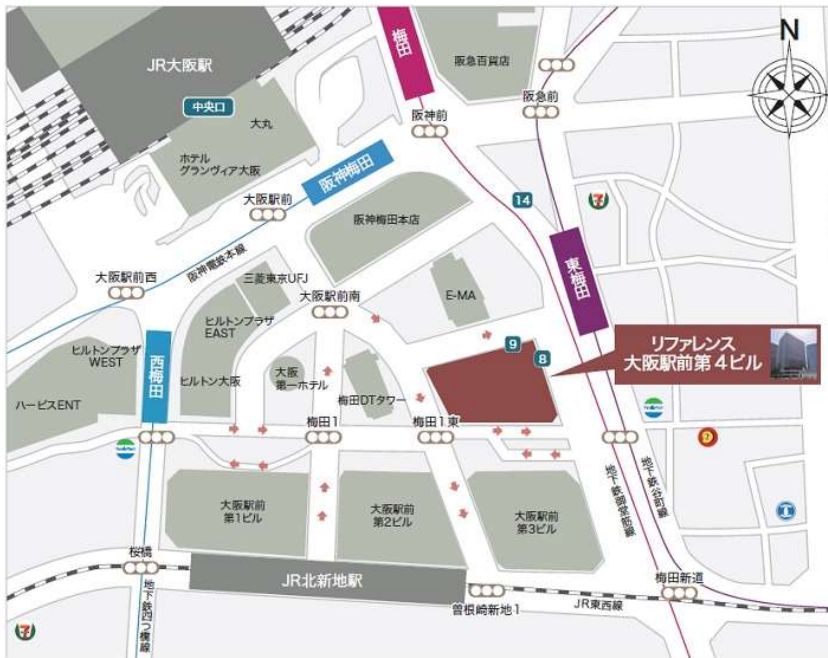 JR大阪駅
中央口
大丸
ホテル
グランヴィア大阪
梅田
阪急百貨店
阪急前
阪神前
N
阪神梅田
大阪駅前
阪神梅田本店
14
東梅田
阪神電鉄本線
大阪駅前西
三菱東京UFJ
大阪駅前南
E-MA
ヒルトンプラザ
EAST
ヒルトンプラザ
WEST
西梅田
ヒルトン大阪
大阪
第一ホテル
梅田DTタワー
9
8
リファレンス
大阪駅前第4ビル
ハービスENT
梅田1
梅田1東
FamilyMart
地下鉄御堂筋線
地下鉄谷町線
大阪駅前
第1ビル
大阪駅前
第2ビル
大阪駅前
第3ビル
桜橋
JR北新地駅
地下鉄四つ橋線
曽根崎新地1
JR東西線
梅田新道